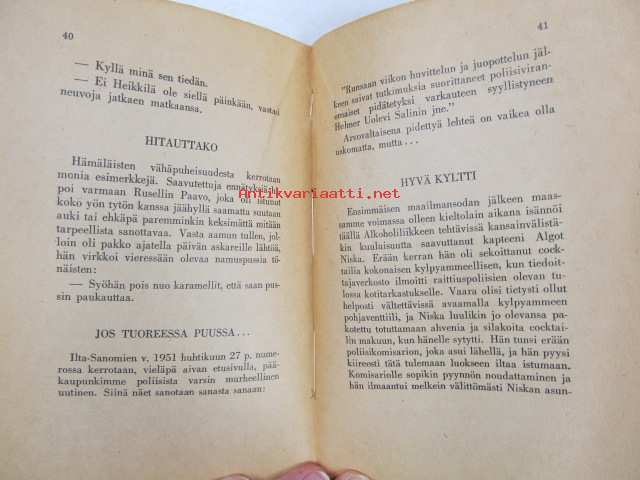 40
— Kyllä minä sen tiedän.
— Ei Heikkilä ole siellä päinkään, vastasi
neuvoja jatkaen matkaansa.
HITAUTTAKO
Hämäläisten vähäpuheisuudesta kerrotaan
monia esimerkkejä. Saavutettuja ennätyksiä
poi varmaan Rusellin Paavo, joka oli istunut
koko yön tytön kanssa jäähyllä saamatta suutaan
auki tai ehkäpä paremminkin keksimättä mitään
tarpeellista sanottavaa. Vasta aamun tullen, jol-
loin oli pakko ajatella päivän askareille lähtöä,
hän virkkoi vieressään olevaa namuspussia tö-
näisten:
— Syöhän pois nuo karamellit, että saan pus-
sin paukauttaa.
JOS TUOREESSA PUUSSA...
Ilta-Sanomien v. 1951 huhtikuun 27 p. nume-
rossa kerrotaan, vieläpä aivan etusivulla, pää-
kaupunkimme poliisista varsin murheellinen
uutinen. Siinä näet sanotaan sanasta sanaan:
41
"Runsaan viikon huvittelun ja juopottelun jäl-
keen saivat tutkimuksia suorittaneet poliisiviran-
omaiset pidätetyksi varkauteen syyllistyneen
Helmer Uolevi Salinin jne."
Arvovaltaisena pidettyä lehteä on vaikea olla
uskomatta, mutta ...
HYVÄ KYLTTI
Ensimmäisen maailmansodan jälkeen maas-
samme voimassa olleen kieltolain aikana isännöi
täällä Alkoholiliikkeen tehtävissä kansainvälistä-
kin kuuluisuutta saavuttanut kapteeni Algot
Niska. Erään kerran hän oli sekoittanut cock-
tailia kokonaisen kylpyammeellisen, kun tiedoit-
tajaverkosto ilmoitti raittiuspoliisien olevan tu-
lossa kotitarkastukselle. Vaara olisi tietysti ollut
helposti vältettävissä avaamalla kylpyammeen
pohjaventtiili, ja Niska luulikin jo olevansa pa-
kotettu totuttamaan ahvenia ja silakoita cocktai-
lin makuun, kun hänelle sytytti. Hän tunsi erään
poliisikomisarion, joka asui lähellä, ja hän pyysi
kiireesti tätä tulemaan luokseen iltaa istumaan.
Komisariolle sopikin pyynnön noudattaminen ja
hän ilmaantui melkein välittömästi Niskan asun-
Antikvariaatti.net